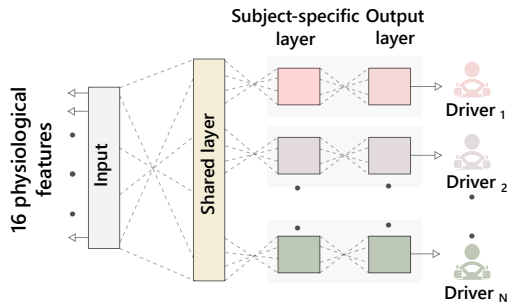 Subject-specific
layer
Output
layer
16 physiological
features
Input
Shared layer
Driver 1
Driver 2
Driver N